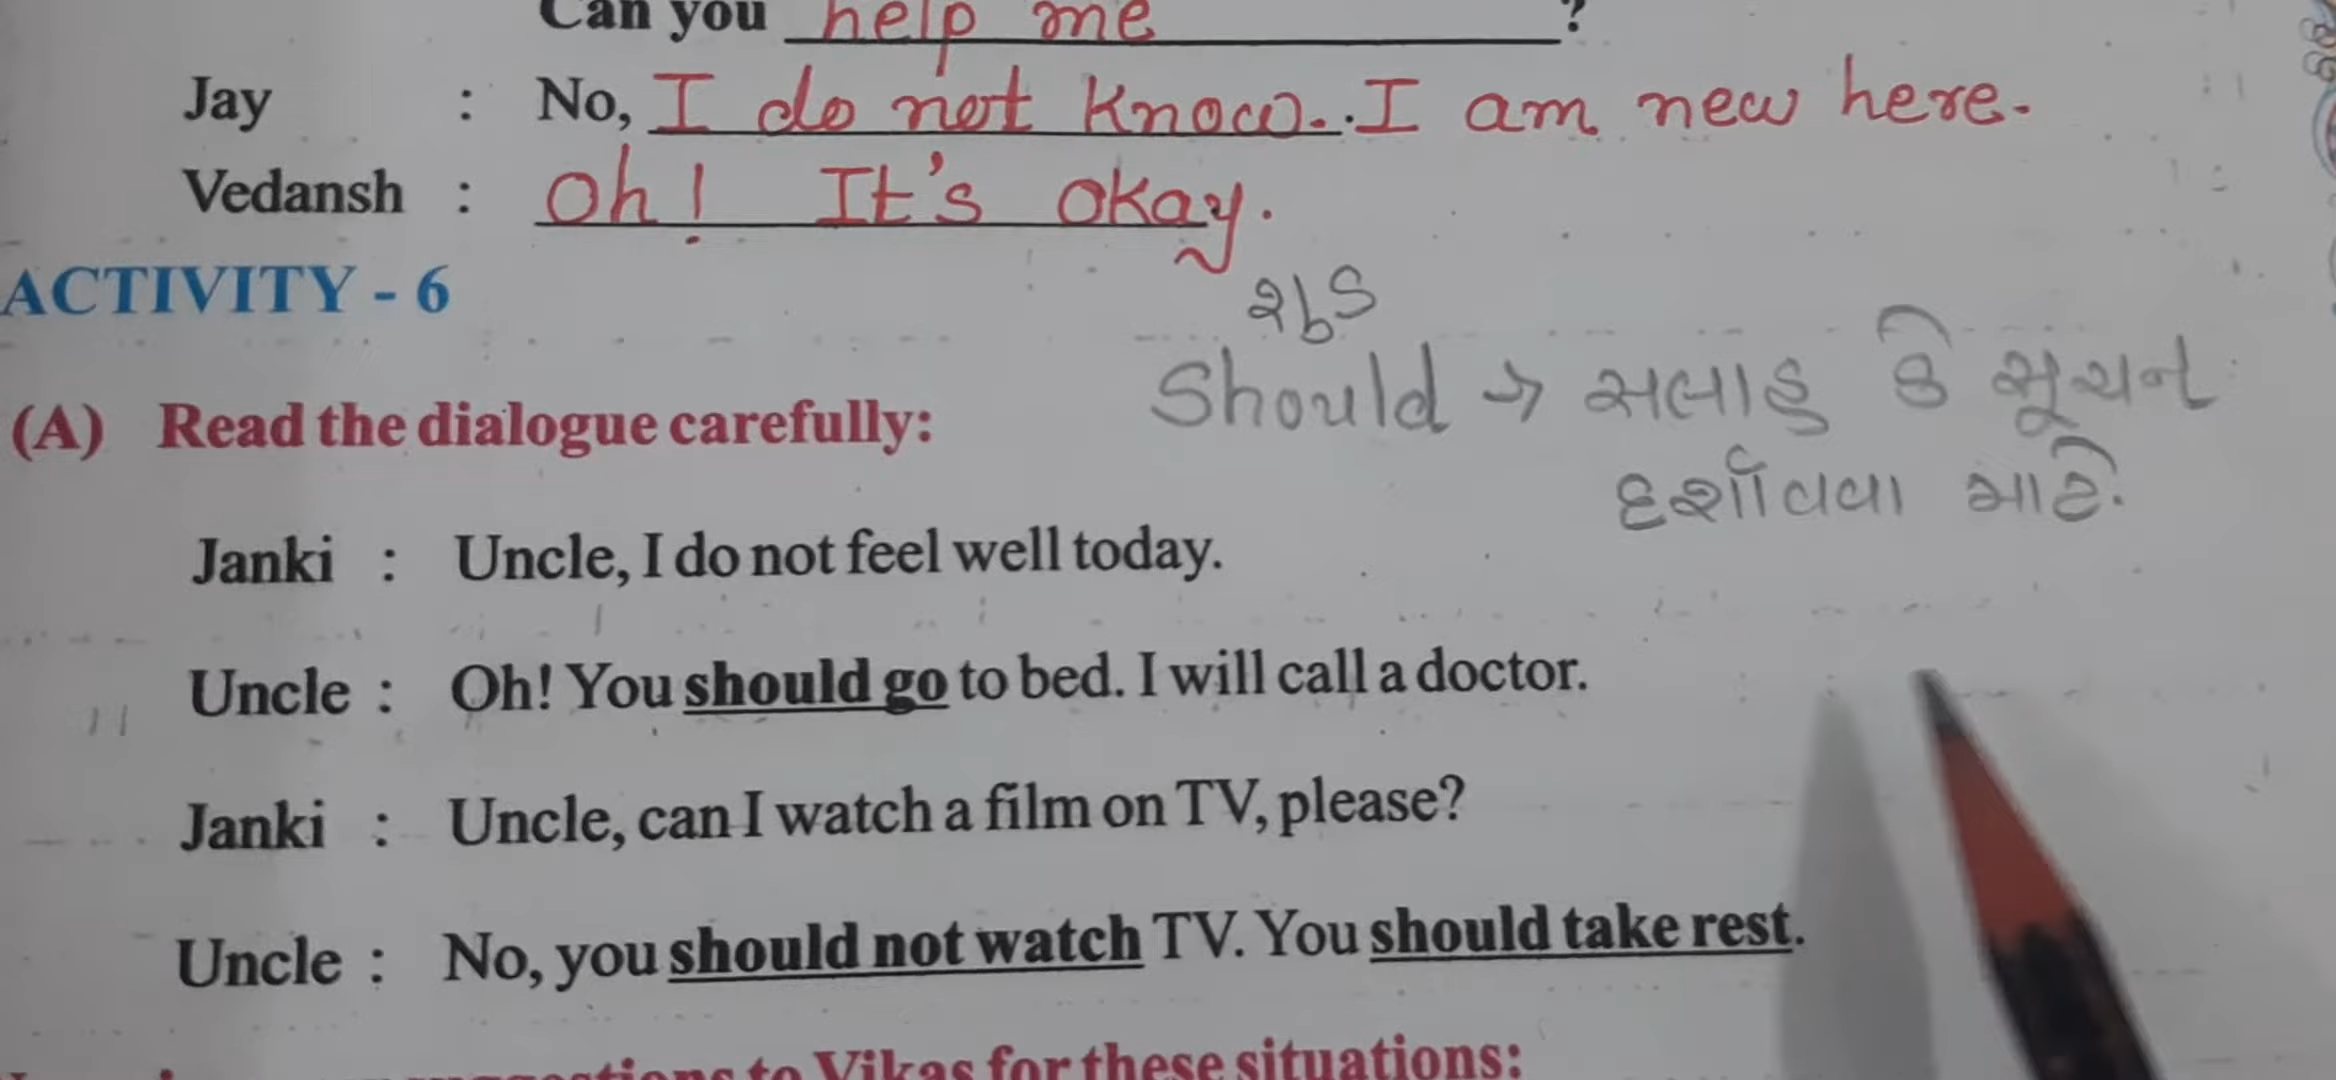 Can you help me ?
Jay : No, I do not know. I am new here.
Vedansh : Oh! It's okay.
ACTIVITY - 6
શુડ
Should → સલાહ કે સૂચન
(A) Read the dialogue carefully:
દર્શાવવા માટે.
Janki : Uncle, I do not feel well today.
Uncle : Oh! You should go to bed. I will call a doctor.
Janki : Uncle, can I watch a film on TV, please?
Uncle : No, you should not watch TV. You should take rest.
to Vikas for these situations: